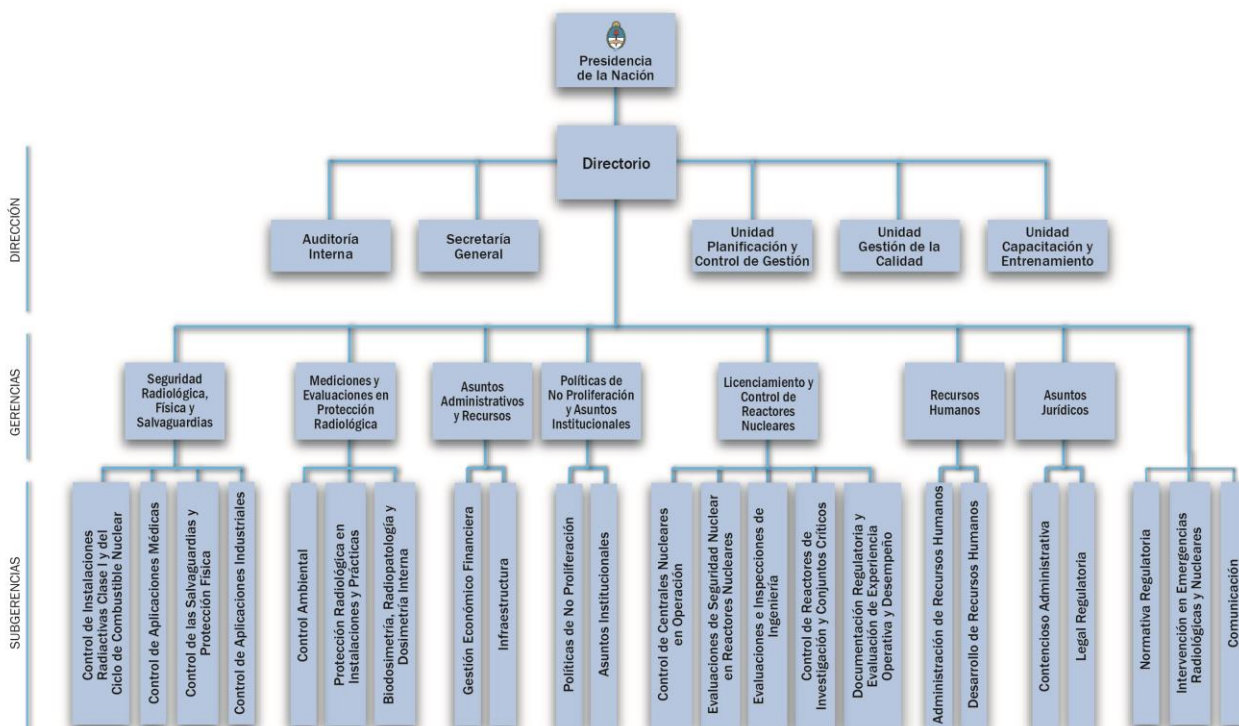 Presidencia
de la Nación
Directorio
DIRECCIÓN
Auditoría
Interna
Secretaría
General
Unidad
Planificación y
Control de Gestión
Unidad
Gestión de la
Calidad
Unidad
Capacitación y
Entrenamiento
GERENCIAS
Seguridad
Radiológica,
Física y
Salvaguardias
Mediciones y
Evaluaciones en
Protección
Radiológica
Asuntos
Administrativos
y Recursos
Políticas de
No Proliferación
y Asuntos
Institucionales
Licenciamiento y
Control de
Reactores
Nucleares
Recursos
Humanos
Asuntos
Jurídicos
SUBGERENCIAS
Control de Instalaciones
Radiactivas Clase I y del
Ciclo de Combustible Nuclear
Control de Aplicaciones Médicas
Control de las Salvaguardias y
Protección Física
Control de Aplicaciones Industriales
Control Ambiental
Protección Radiológica en
Instalaciones y Prácticas
Biodosimetría, Radiopatología y
Dosimetría Interna
Gestión Económico Financiera
Infraestructura
Políticas de No Proliferación
Asuntos Institucionales
Control de Centrales Nucleares
en Operación
Evaluaciones de Seguridad Nuclear
en Reactores Nucleares
Evaluaciones e Inspecciones de
Ingeniería
Control de Reactores de
Investigación y Conjuntos Críticos
Documentación Regulatoria y
Evaluación de Experiencia
Operativa y Desempeño
Administración de Recursos Humanos
Desarrollo de Recursos Humanos
Contencioso Administrativa
Legal Regulatoria
Normativa Regulatoria
Intervención en Emergencias
Radiológicas y Nucleares
Comunicación